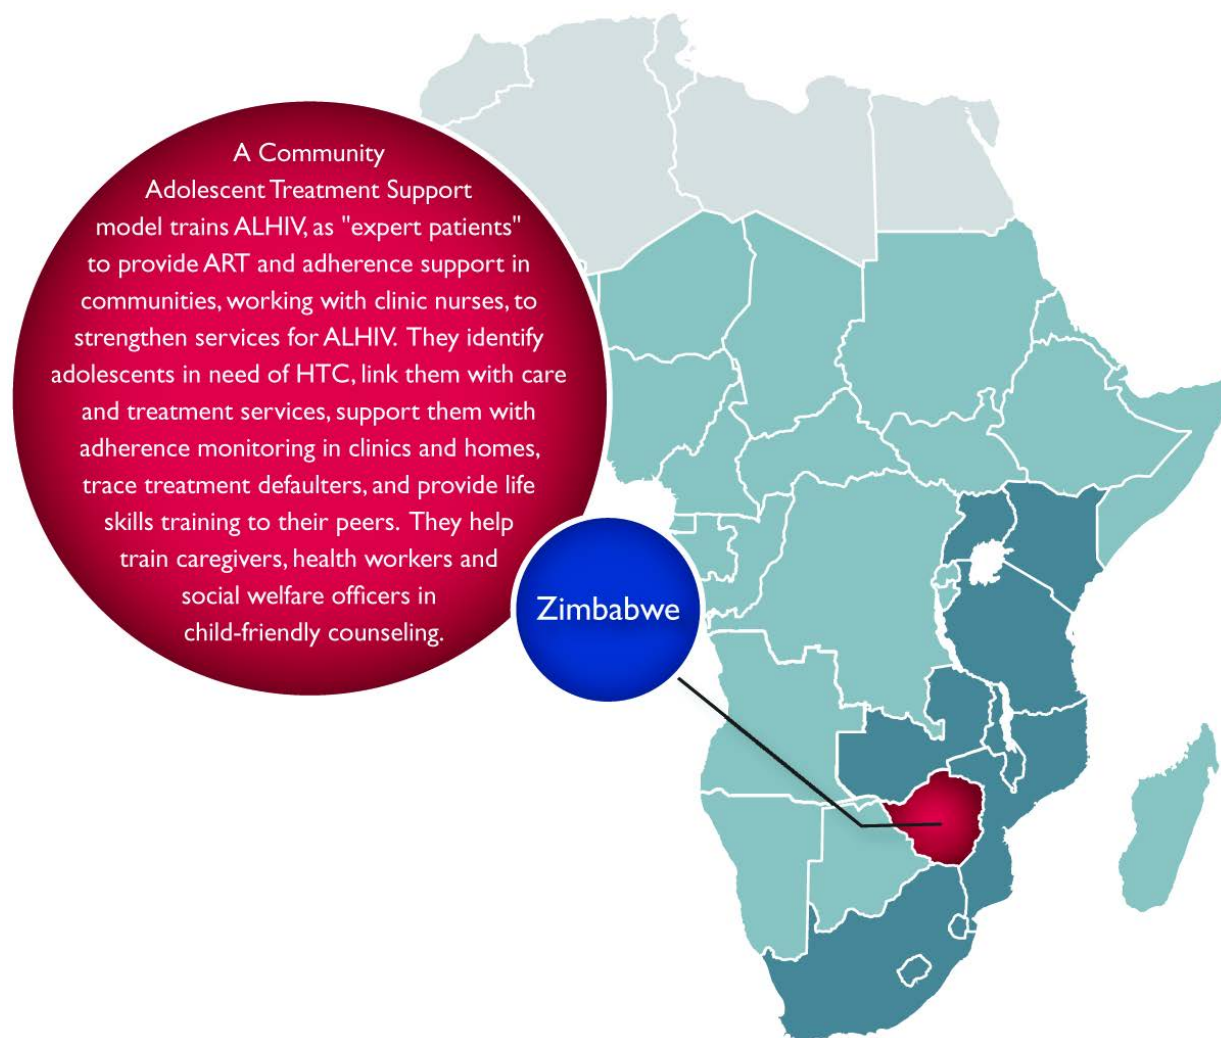 A Community
Adolescent Treatment Support
model trains ALHIV, as "expert patients"
to provide ART and adherence support in
communities, working with clinic nurses, to
strengthen services for ALHIV. They identify
adolescents in need of HTC, link them with care
and treatment services, support them with
adherence monitoring in clinics and homes,
trace treatment defaulters, and provide life
skills training to their peers. They help
train caregivers, health workers and
social welfare officers in
child-friendly counseling.
Zimbabwe